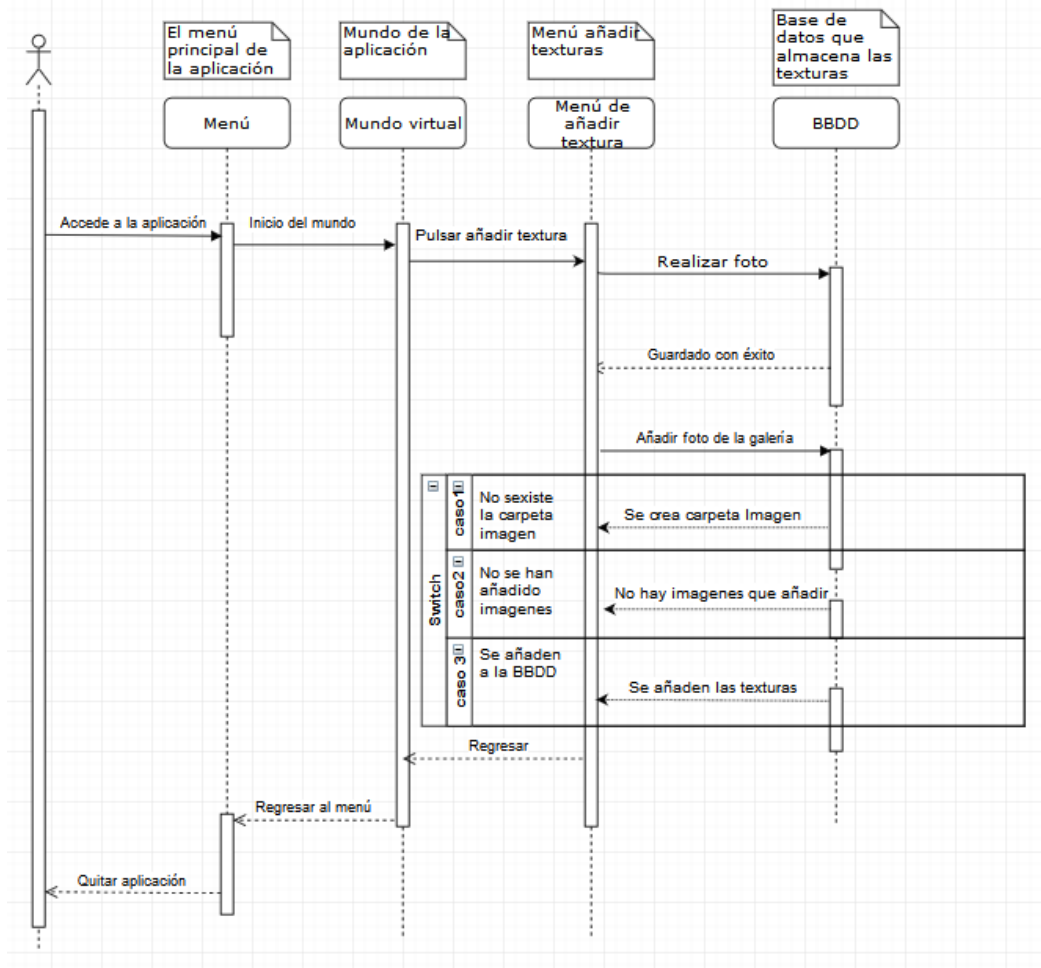 El menú
principal de
la aplicación
Mundo de la
aplicación
Menú añadir
texturas
Base de
datos que
almacena las
texturas
Menú
Mundo virtual
Menú de
añadir
textura
BBDD
Accede a la aplicación
Inicio del mundo
Pulsar añadir textura
Realizar foto
Guardado con éxito
Añadir foto de la galería
Switch
caso1
No sexiste
la carpeta
imagen
Se crea carpeta Imagen
caso2
No se han
añadido
imagenes
No hay imagenes que añadir
caso 3
Se añaden
a la BBDD
Se añaden las texturas
Regresar
Regresar al menú
Quitar aplicación